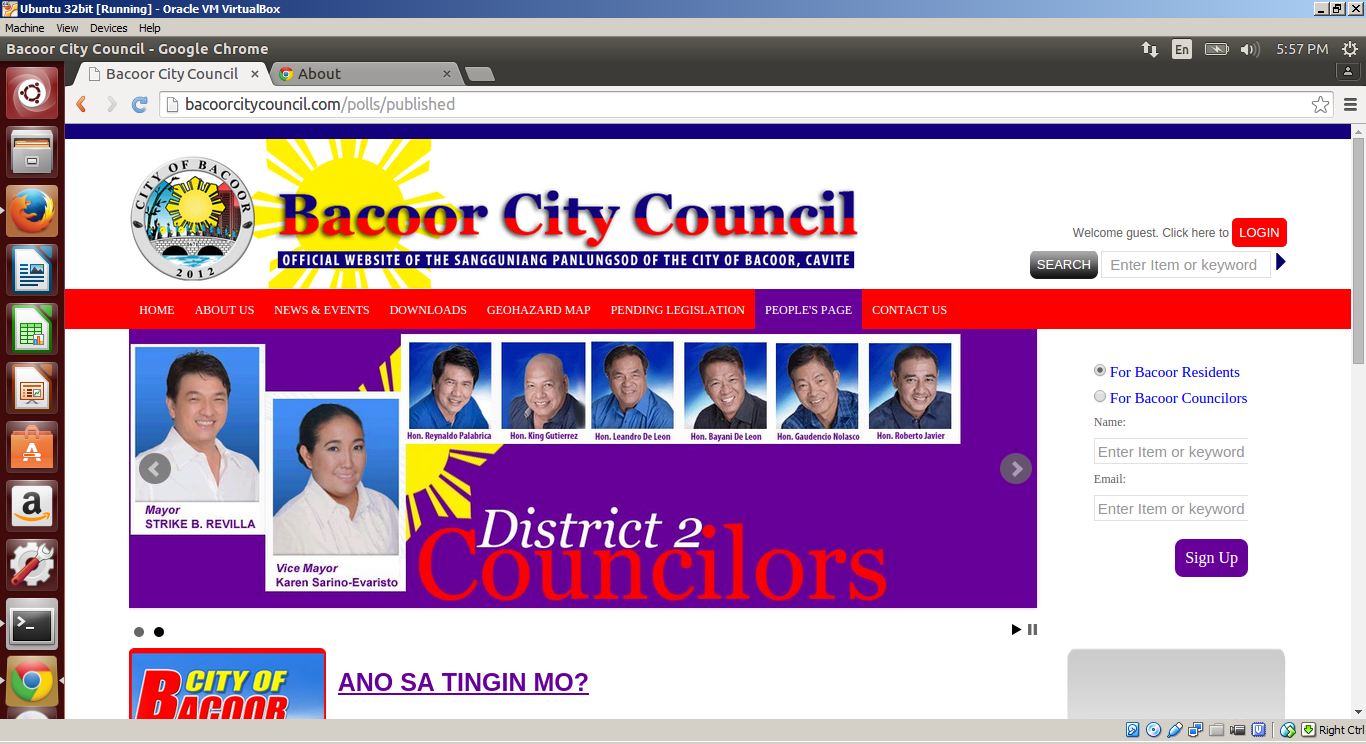 Ubuntu 32bit [Running] - Oracle VM VirtualBox
Machine View Devices Help
Bacoor City Council - Google Chrome
En
5:57 PM
Bacoor City Council
About
bacoorcitycouncil.com/polls/published
CITY OF BACOOR
2012
Bacoor City Council
OFFICIAL WEBSITE OF THE SANGGUNIANG PANLUNGSOD OF THE CITY OF BACOOR, CAVITE
Welcome guest. Click here to LOGIN
SEARCH Enter Item or keyword
HOME ABOUT US NEWS & EVENTS DOWNLOADS GEOHAZARD MAP PENDING LEGISLATION PEOPLE'S PAGE CONTACT US
Hon. Reynaldo Palabrica Hon. King Gutierrez Hon. Leandro De Leon Hon. Bayani De Leon Hon. Gaudencio Nolasco Hon. Roberto Javier
Mayor
STRIKE B. REVILLA
Vice Mayor
Karen Sarino-Evaristo
District 2
Councilors
For Bacoor Residents
For Bacoor Councilors
Name:
Enter Item or keyword
Email:
Enter Item or keyword
Sign Up
CITY OF
BACOOR
ANO SA TINGIN MO?
Right Ctrl